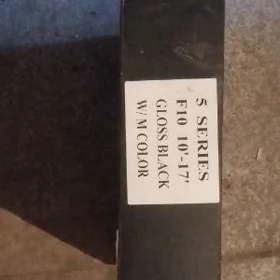 5 SERIES
F10 10'-17'
GLOSS BLACK
W/ M COLOR